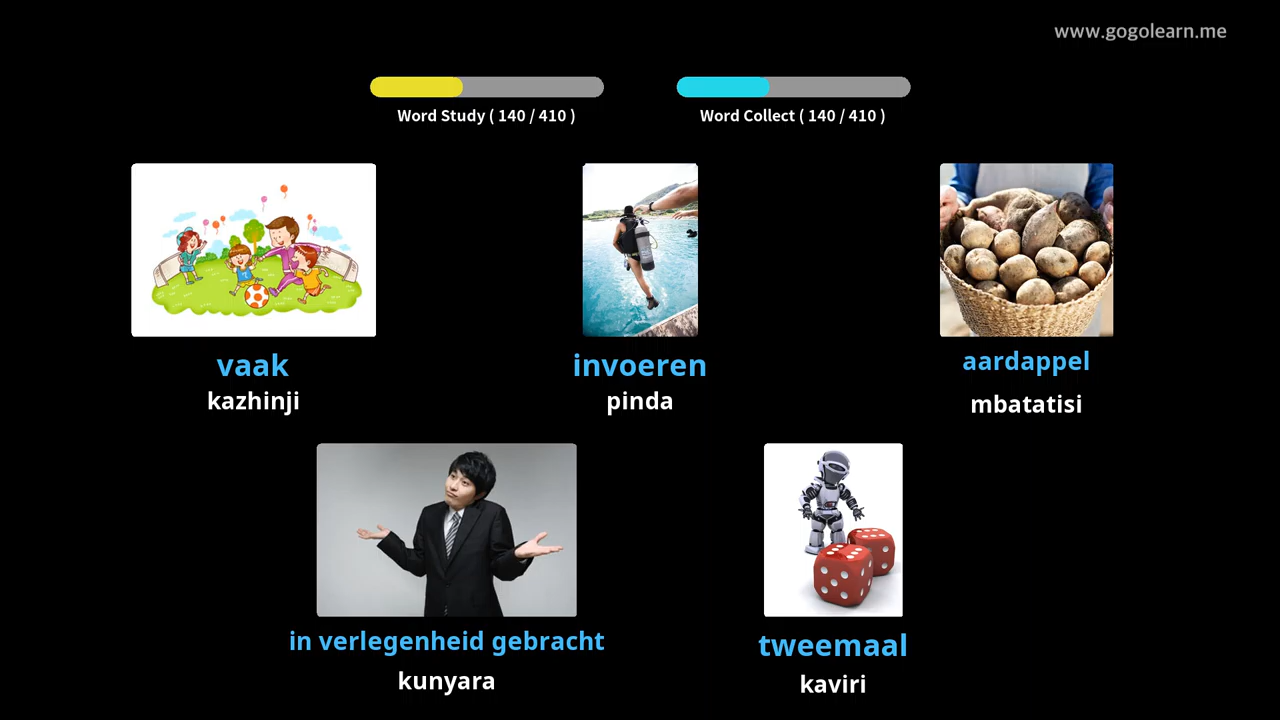 www.gogolearn.me
Word Study ( 140 / 410 )
Word Collect ( 140 / 410 )
vaak
kazhinji
invoeren
pinda
aardappel
mbatatisi
in verlegenheid gebracht
kunyara
tweemaal
kaviri